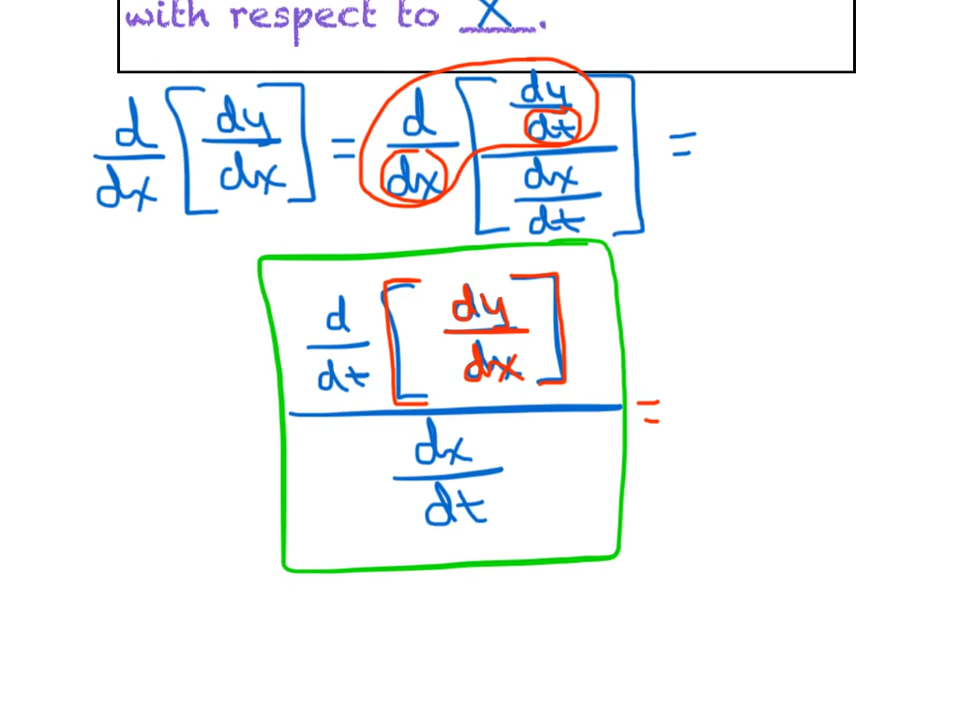 with respect to X.
d/dx [dy/dx] = d/dx [(dy/dt)/(dx/dt)] =
(d/dt [dy/dx])/(dx/dt) =